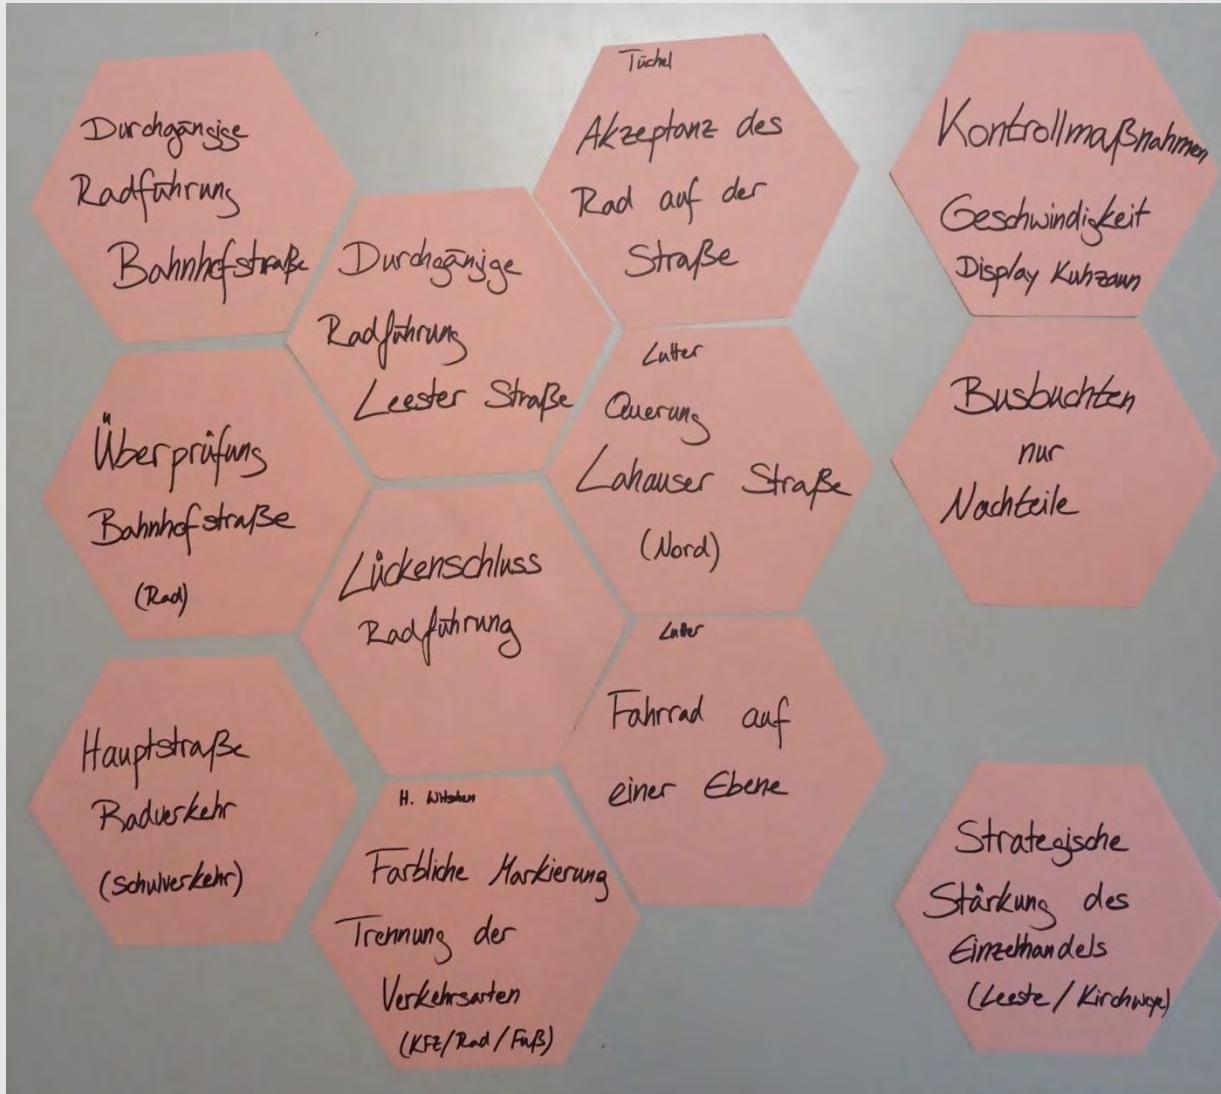 Durchgängige
Radführung
Bahnhofstraße
Durchgängige
Radführung
Leester Straße
Tüchel
Akzeptanz des
Rad auf der
Straße
Kontrollmaßnahmen
Geschwindigkeit
Display Kuhzaun
Überprüfung
Bahnhofstraße
(Rad)
Lückenschluss
Radführung
Lutter
Querung
Lahauser Straße
(Nord)
Busbuchten
nur
Nachteile
Hauptstraße
Radverkehr
(Schulverkehr)
H.
Farbliche Markierung
Trennung der
Verkehrsarten
(KFZ/Rad/Fuß)
Lutter
Fahrrad auf
einer Ebene
Strategische
Stärkung des
Einzelhandels
(Leeste/Kirchweyhe)